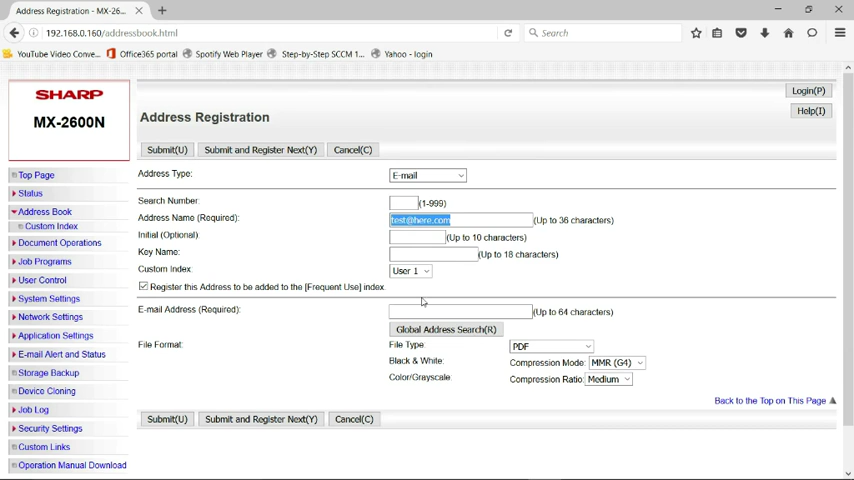 Address Registration - MX-26...
192.168.0.160/addressbook.html
Search
YouTube Video Conve... Office365 portal Spotify Web Player Step-by-Step SCCM 1... Yahoo - login
SHARP
MX-2600N
Login(P)
Help(I)
Address Registration
Submit(U) Submit and Register Next(Y) Cancel(C)
Top Page
Status
Address Book
Custom Index
Document Operations
Job Programs
User Control
System Settings
Network Settings
Application Settings
E-mail Alert and Status
Storage Backup
Device Cloning
Job Log
Security Settings
Custom Links
Operation Manual Download
Address Type: E-mail
Search Number: (1-999)
Address Name (Required): test@here.com (Up to 36 characters)
Initial (Optional): (Up to 10 characters)
Key Name: (Up to 18 characters)
Custom Index: User 1
Register this Address to be added to the [Frequent Use] index.
E-mail Address (Required): (Up to 64 characters)
Global Address Search(R)
File Format: File Type: PDF
Black & White: Compression Mode: MMR (G4)
Color/Grayscale: Compression Ratio: Medium
Back to the Top on This Page
Submit(U) Submit and Register Next(Y) Cancel(C)